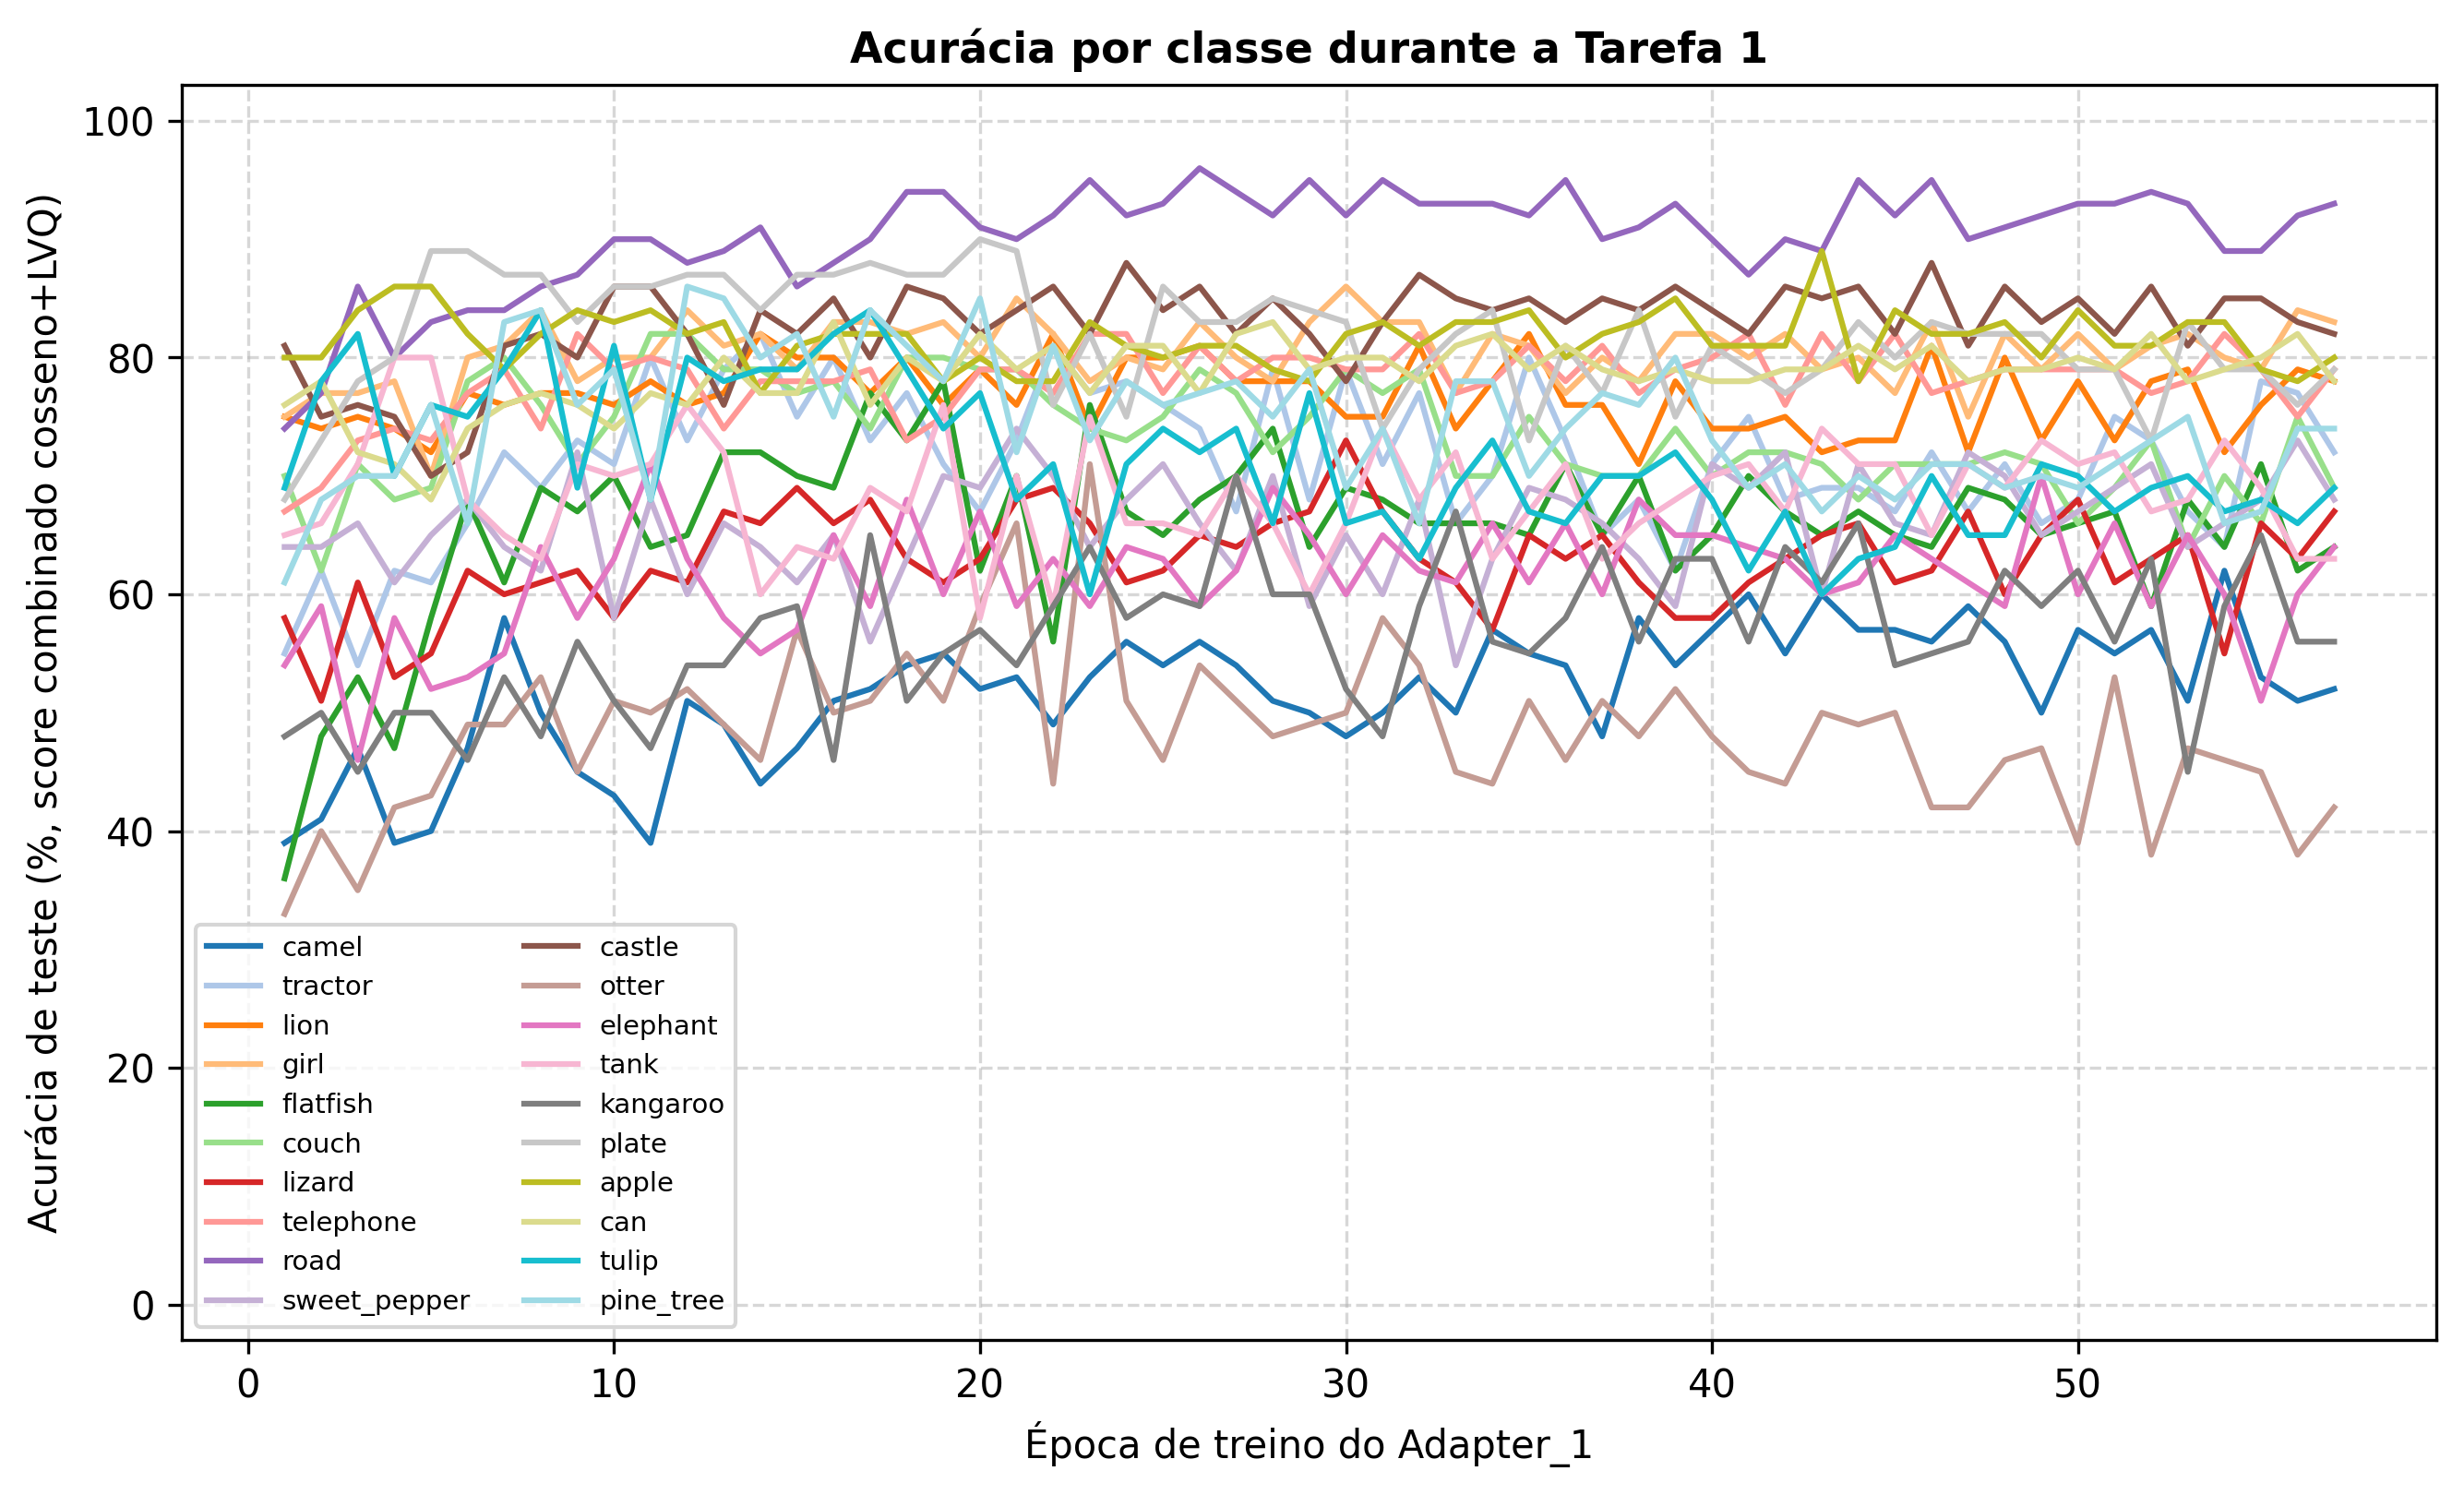 Acurácia por classe durante a Tarefa 1
Acurácia de teste (%, score combinado cosseno+LVQ)
100
80
60
40
20
0
camel
tractor
lion
girl
flatfish
couch
lizard
telephone
road
sweet_pepper
castle
otter
elephant
tank
kangaroo
plate
apple
can
tulip
pine_tree
0 10 20 30 40 50
Época de treino do Adapter_1